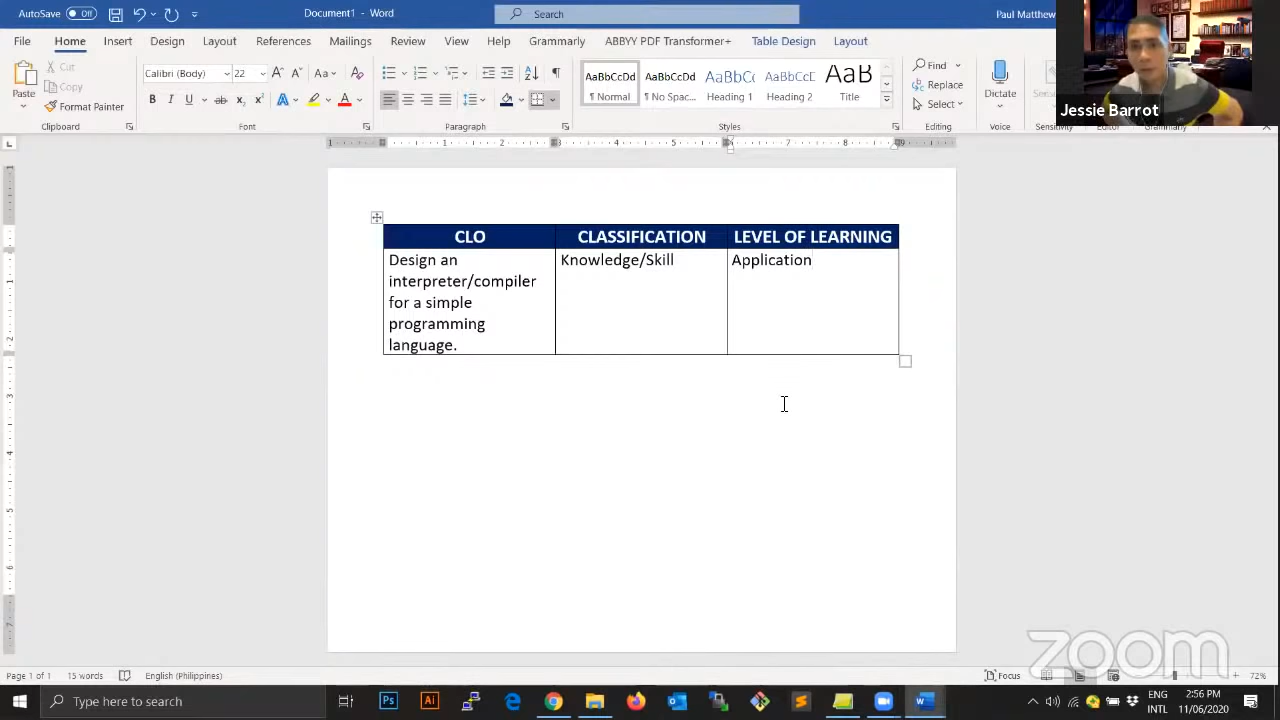 AutoSave Off Document1 - Word Search Paul Matthew
File Home Insert Design Layout References Mailings Review View Help Grammarly ABBYY PDF Transformer+ Table Design Layout
Cut
Copy
Format Painter
Paste
Calibri (Body) 22
AaBbCcDd AaBbCcDd AaBbCc AaBbCcE AaB
¶ Normal ¶ No Spac... Heading 1 Heading 2 Title
Find
Replace
Select
Dictate
Clipboard Font Paragraph Styles Editing Voice Sensitivity Editor Grammarly
Jessie Barrot
CLO CLASSIFICATION LEVEL OF LEARNING
Design an interpreter/compiler for a simple programming language.
Knowledge/Skill
Application
zoom
Page 1 of 1 15 words English (Philippines) Focus 72%
Type here to search
ENG
INTL
2:56 PM
11/06/2020